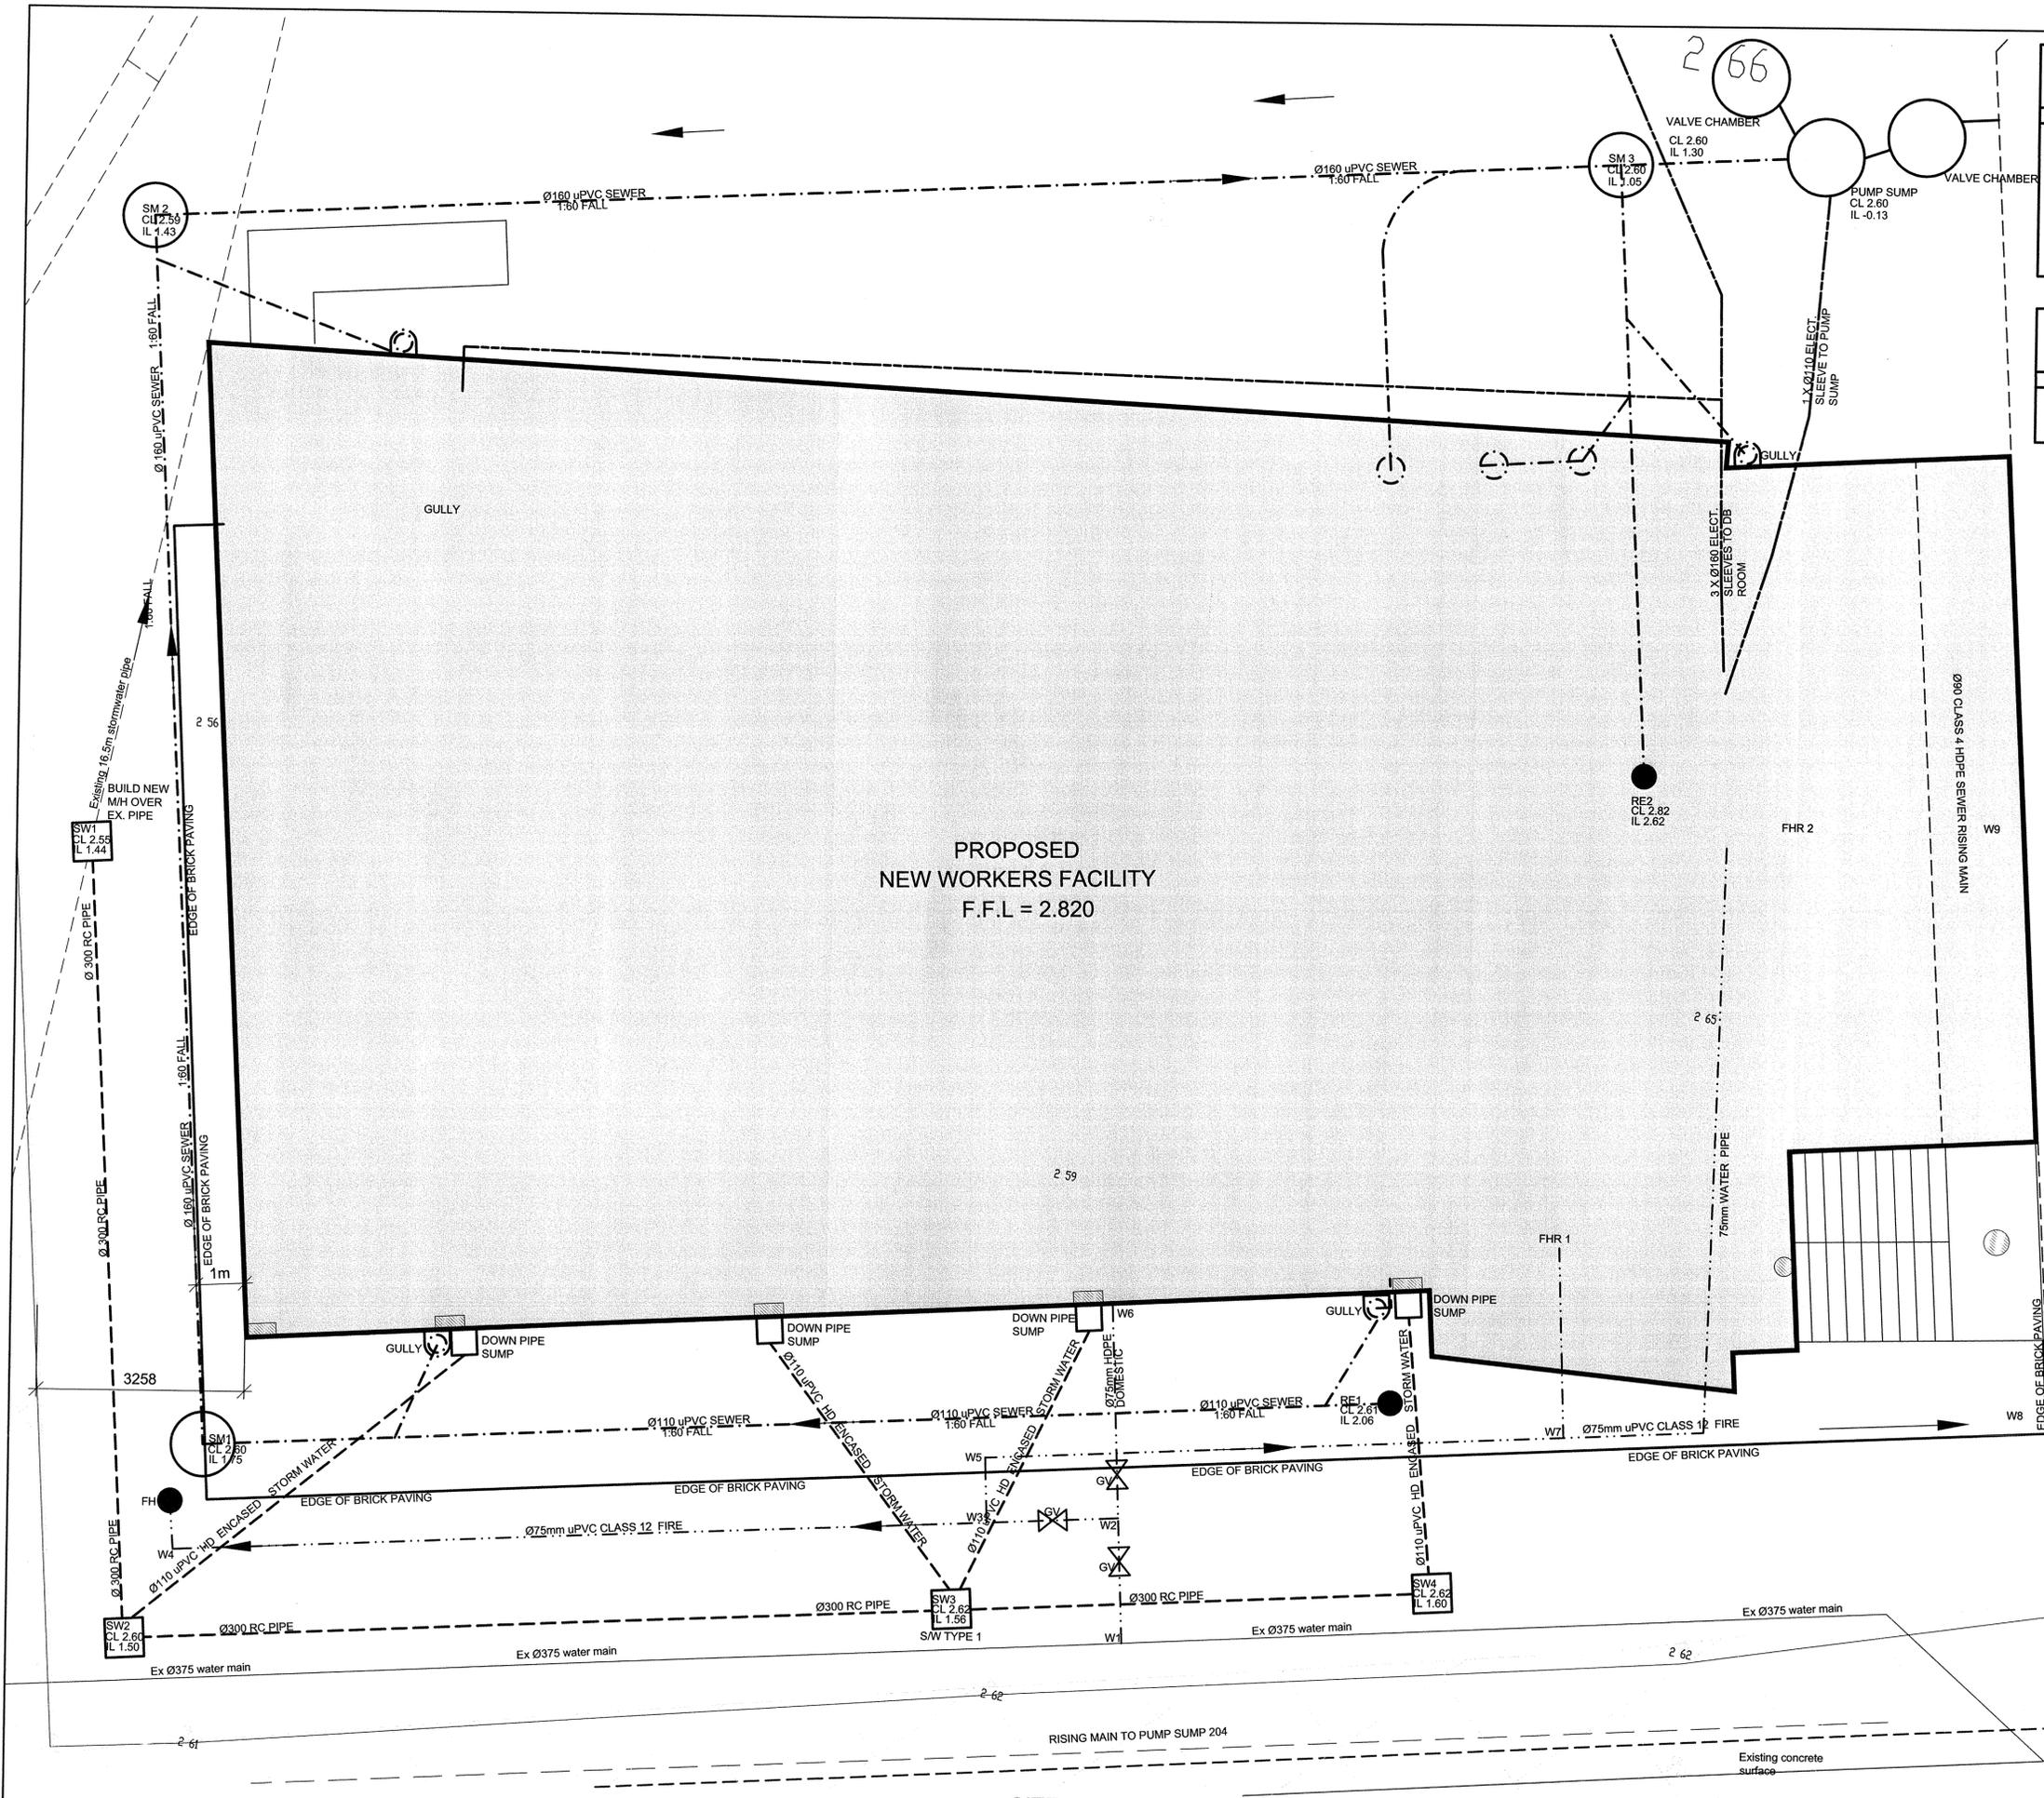 2 66
VALVE CHAMBER
CL 2.60
IL 1.30
SM 3
CL 2.60
IL 1.05
VALVE CHAMBER
PUMP SUMP
CL 2.60
IL -0.13
Ø160 uPVC SEWER
1:60 FALL
Ø160 uPVC SEWER
1:60 FALL
SM 2
CL 2.59
IL 1.43
Ø 160 uPVC SEWER 1:60 FALL
1 X Ø110 ELECT.
SLEEVE TO PUMP
SUMP
GULLY
GULLY
3 X Ø160 ELECT.
SLEEVES TO DB
ROOM
1:60 FALL
Existing 16.5m stormwater pipe
2 56
Ø90 CLASS 4 HDPE SEWER RISING MAIN
BUILD NEW
M/H OVER
EX. PIPE
SW1
CL 2.55
IL 1.44
EDGE OF BRICK PAVING
RE2
CL 2.82
IL 2.62
FHR 2
W9
PROPOSED
NEW WORKERS FACILITY
F.F.L = 2.820
Ø 300 RC PIPE
2 65
Ø 160 uPVC SEWER 1:60 FALL
EDGE OF BRICK PAVING
Ø 300 RC PIPE
2 59
75mm WATER PIPE
FHR 1
1m
GULLY
DOWN PIPE
SUMP
DOWN PIPE
SUMP
DOWN PIPE
SUMP
W6
GULLY
DOWN PIPE
SUMP
3258
Ø75mm HDPE
DOMESTIC
Ø110 uPVC HD ENCASED STORM WATER
Ø110 uPVC HD ENCASED STORM WATER
Ø110 uPVC HD ENCASED STORM WATER
Ø110 uPVC HD ENCASED STORM WATER
EDGE OF BRICK PAVING
Ø110 uPVC SEWER
1:60 FALL
Ø110 uPVC SEWER
1:60 FALL
Ø110 uPVC SEWER
1:60 FALL
RE1
CL 2.61
IL 2.06
W8
SM1
CL 2.60
IL 1.75
W5
W7
Ø75mm uPVC CLASS 12 FIRE
EDGE OF BRICK PAVING
EDGE OF BRICK PAVING
EDGE OF BRICK PAVING
EDGE OF BRICK PAVING
GV
FH
W3
GV
W2
Ø75mm uPVC CLASS 12 FIRE
W4
GV
Ø 300 RC PIPE
SW2
CL 2.60
IL 1.50
Ø300 RC PIPE
Ø300 RC PIPE
SW3
CL 2.62
IL 1.56
S/W TYPE 1
Ø300 RC PIPE
SW4
CL 2.62
IL 1.60
W1
Ex Ø375 water main
Ex Ø375 water main
Ex Ø375 water main
Ex Ø375 water main
2 62
2 62
2 61
RISING MAIN TO PUMP SUMP 204
Existing concrete
surface